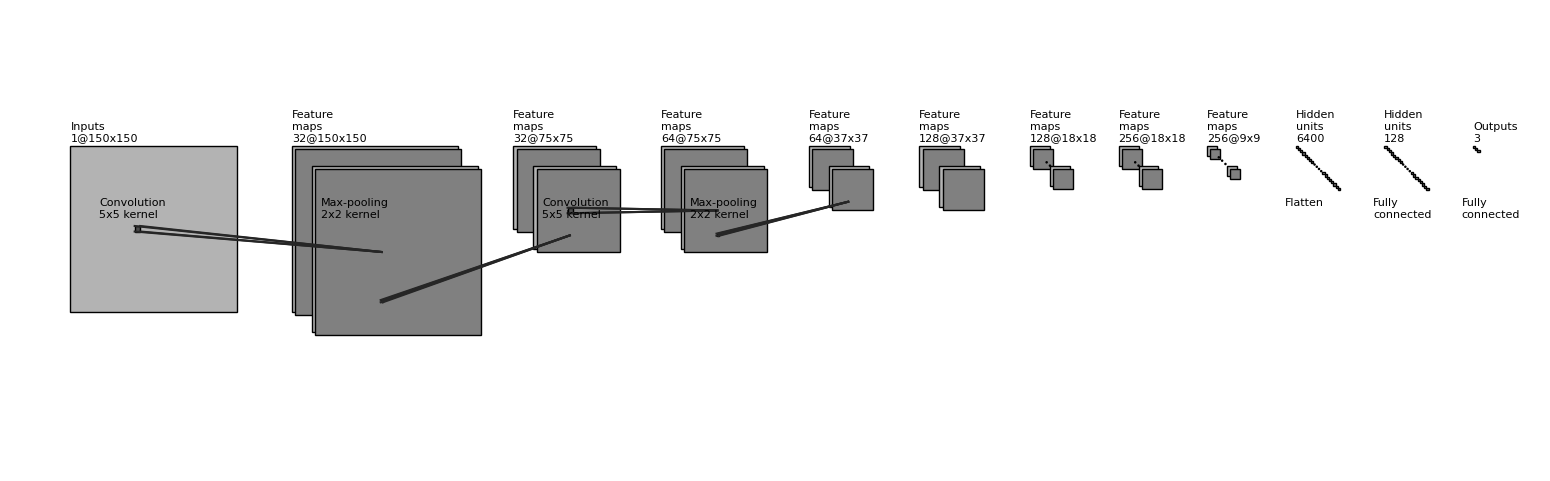 Inputs
1@150x150
Feature
maps
32@150x150
Feature
maps
32@75x75
Feature
maps
64@75x75
Feature
maps
64@37x37
Feature
maps
128@37x37
Feature
maps
128@18x18
Feature
maps
256@18x18
Feature
maps
256@9x9
Hidden
units
6400
Hidden
units
128
Outputs
3
Convolution
5x5 kernel
Max-pooling
2x2 kernel
Convolution
5x5 kernel
Max-pooling
2x2 kernel
Flatten
Fully
connected
Fully
connected